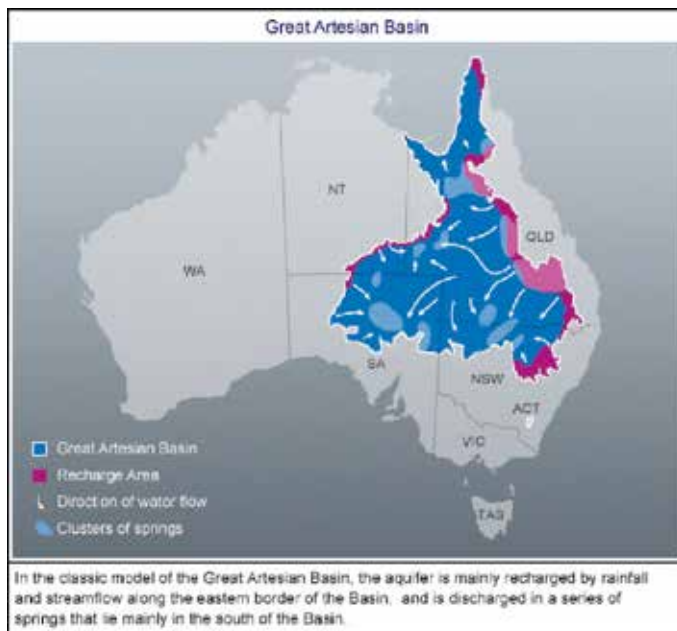 Great Artesian Basin
NT
QLD
WA
SA
NSW
ACT
VIC
TAS
Great Artesian Basin
Recharge Area
Direction of water flow
Clusters of springs
In the classic model of the Great Artesian Basin, the aquifer is mainly recharged by rainfall
and streamflow along the eastern border of the Basin, and is discharged in a series of
springs that lie mainly in the south of the Basin.